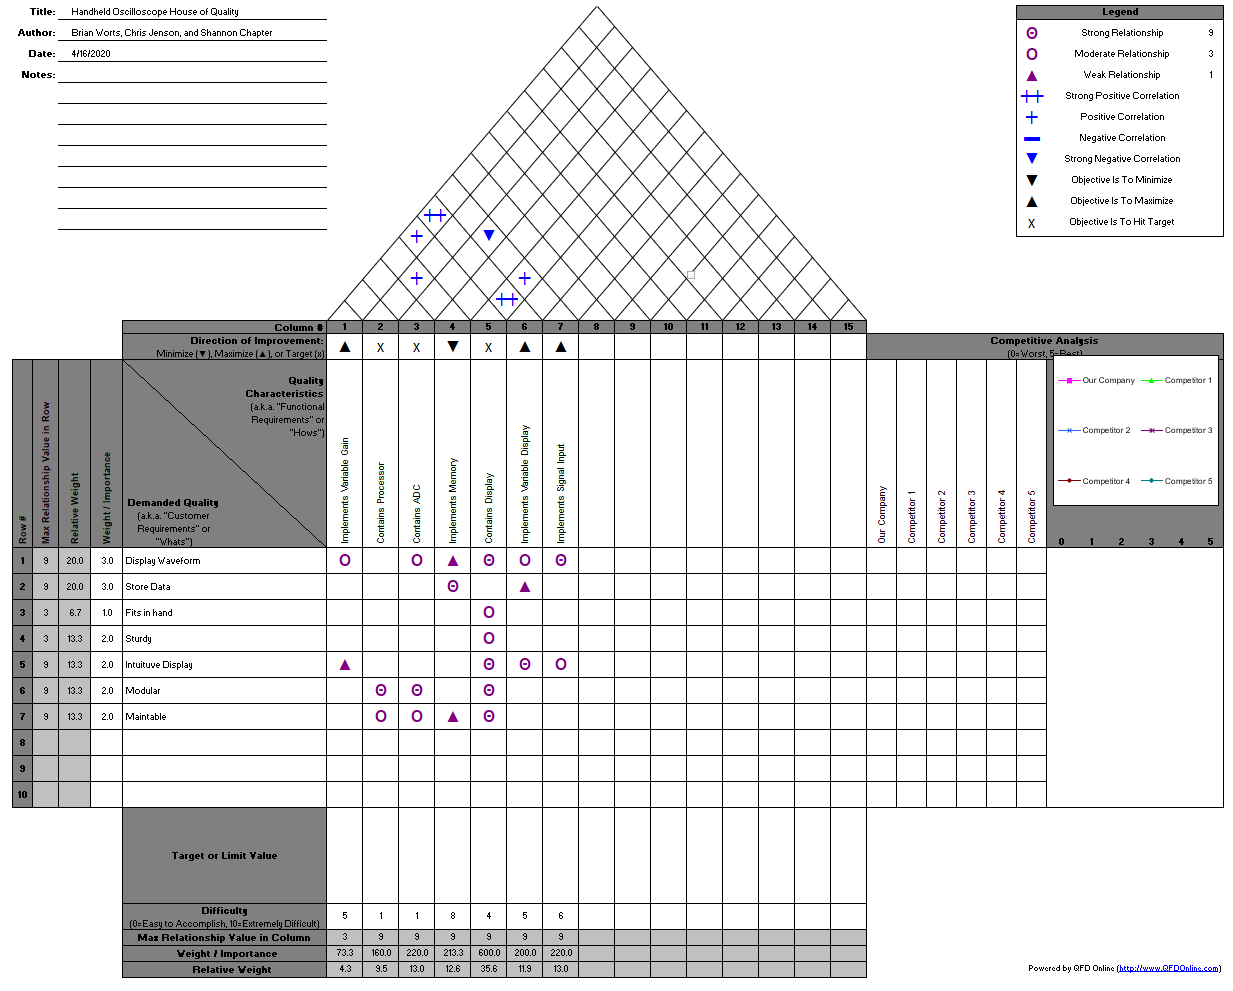 Title: Handheld Oscilloscope House of Quality
Author: Brian Worts, Chris Jenson, and Shannon Chapter
Date: 4/16/2020
Notes:
Legend
Θ Strong Relationship 9
Ο Moderate Relationship 3
▲ Weak Relationship 1
┼┼ Strong Positive Correlation
┼ Positive Correlation
▬ Negative Correlation
▼ Strong Negative Correlation
▼ Objective Is To Minimize
▲ Objective Is To Maximize
x Objective Is To Hit Target
Column # 1 2 3 4 5 6 7 8 9 10 11 12 13 14 15
Direction of Improvement:
Minimize (▼), Maximize (▲), or Target (x)
▲ x x ▼ x ▲ ▲
Competitive Analysis
(0=Worst, 5=Best)
Our Company Competitor 1
Competitor 2 Competitor 3
Competitor 4 Competitor 5
0 1 2 3 4 5
Row #
Max Relationship Value in Row
Relative Weight
Weight / Importance
Quality
Characteristics
(a.k.a. "Functional
Requirements" or
"Hows")
Demanded Quality
(a.k.a. "Customer
Requirements" or
"Whats")
Implements Variable Gain
Contains Processor
Contains ADC
Implements Memory
Contains Display
Implements Variable Display
Implements Signal Input
Our Company
Competitor 1
Competitor 2
Competitor 3
Competitor 4
Competitor 5
1 9 20.0 3.0 Display Waveform Ο Ο ▲ Θ Ο Θ
2 9 20.0 3.0 Store Data Θ ▲
3 3 6.7 1.0 Fits in hand Ο
4 3 13.3 2.0 Sturdy Ο
5 9 13.3 2.0 Intuituve Display ▲ Θ Θ Ο
6 9 13.3 2.0 Modular Θ Θ Θ
7 9 13.3 2.0 Maintable Ο Ο ▲ Θ
8
9
10
Target or Limit Value
Difficulty
(0=Easy to Accomplish, 10=Extremely Difficult)
5 1 1 8 4 5 6
Max Relationship Value in Column 3 9 9 9 9 9 9
Weight / Importance 73.3 160.0 220.0 213.3 600.0 200.0 220.0
Relative Weight 4.3 9.5 13.0 12.6 35.6 11.9 13.0
Powered by QFD Online (http://www.QFDOnline.com)